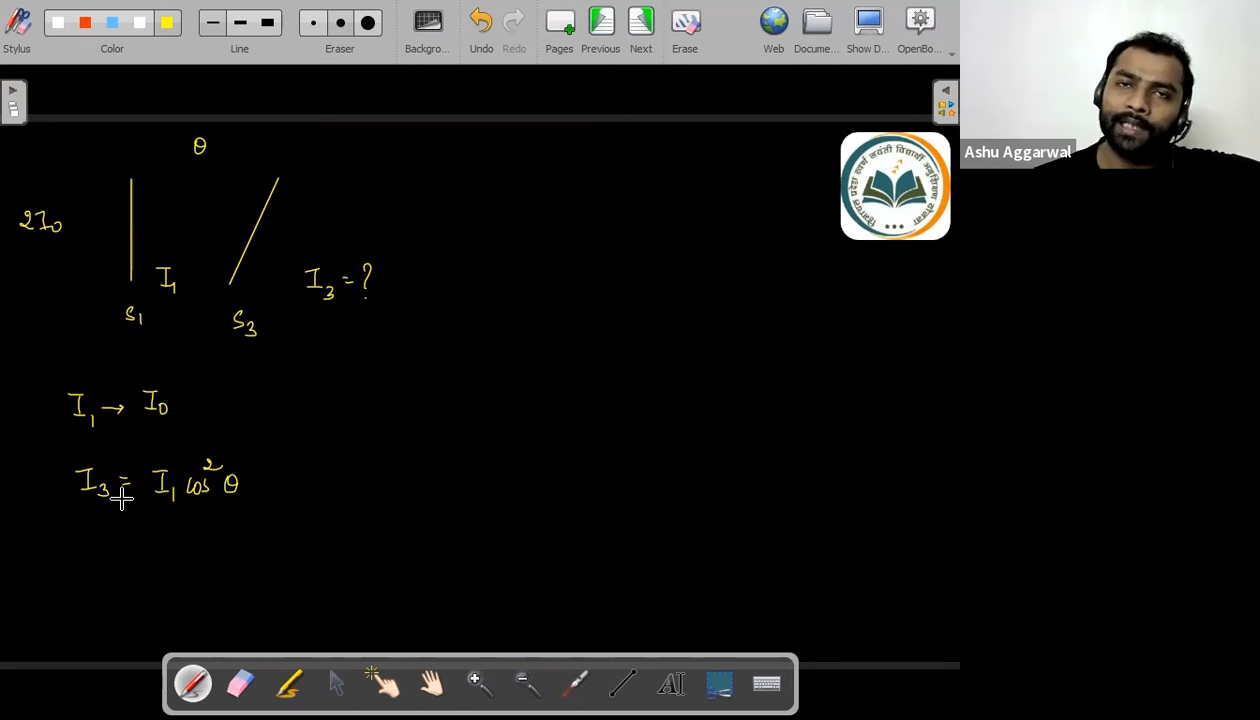 Stylus
Color
Line
Eraser
Backgro...
Undo
Redo
Pages
Previous
Next
Erase
Web
Docume...
Show D...
OpenBo...
Ashu Aggarwal
θ
2I₀
I₁
I₃ = ?
S₁
S₃
I₁ → I₀
I₃ = I₁ cos² θ
AI